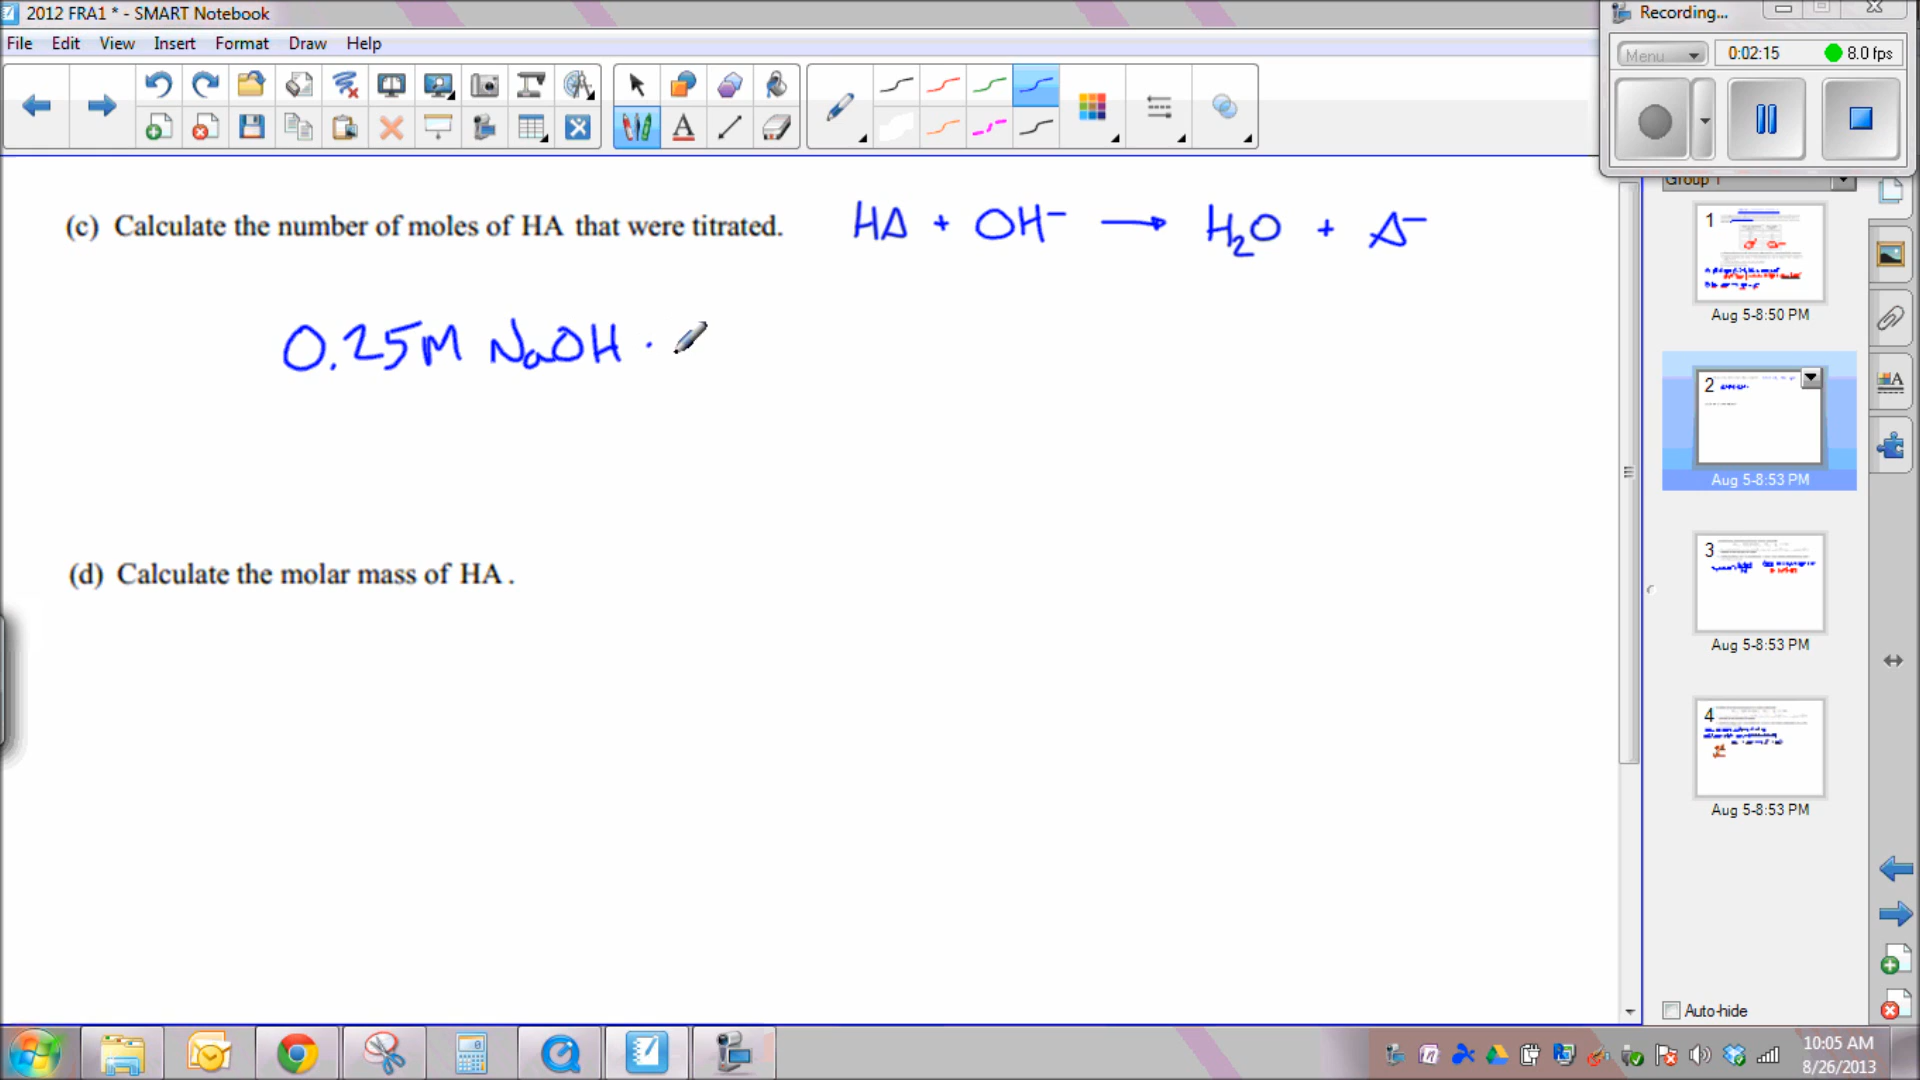 2012 FRA1 * - SMART Notebook
Recording...
File Edit View Insert Format Draw Help
Menu
0:02:15
8.0 fps
Group 1
(c) Calculate the number of moles of HA that were titrated.
HA + OH⁻ → H₂O + A⁻
0.25M NaOH ·
(d) Calculate the molar mass of HA.
1
Aug 5-8:50 PM
2
Aug 5-8:53 PM
3
Aug 5-8:53 PM
4
Aug 5-8:53 PM
Auto-hide
10:05 AM
8/26/2013